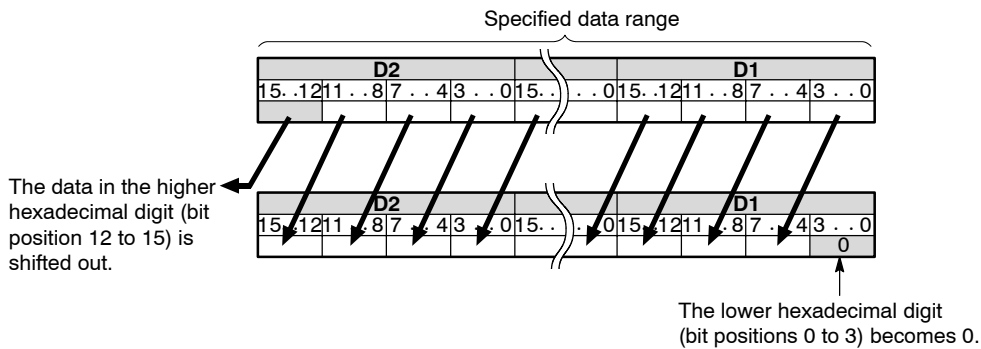 Specified data range
D2 D1
15. .12 11 . . 8 7 . . 4 3 . . 0 15. . . 0 15. .12 11 . . 8 7 . . 4 3 . . 0
The data in the higher
hexadecimal digit (bit
position 12 to 15) is
shifted out.
D2 D1
15. .12 11 . . 8 7 . . 4 3 . . 0 15. . . 0 15. .12 11 . . 8 7 . . 4 3 . . 0
0
The lower hexadecimal digit
(bit positions 0 to 3) becomes 0.